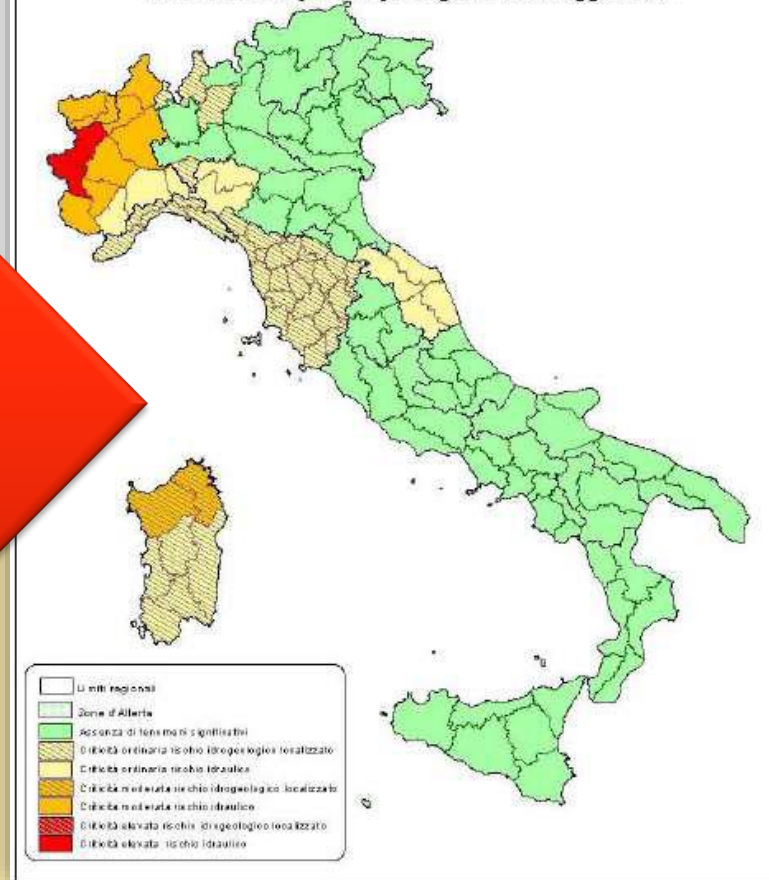 Limiti regionali
Zone d'Allerta
Assenza di fenomeni significativi
Criticità ordinaria rischio idrogeologico localizzato
Criticità ordinaria rischio idraulico
Criticità moderata rischio idrogeologico localizzato
Criticità moderata rischio idraulico
Criticità elevata rischio idrogeologico localizzato
Criticità elevata rischio idraulico